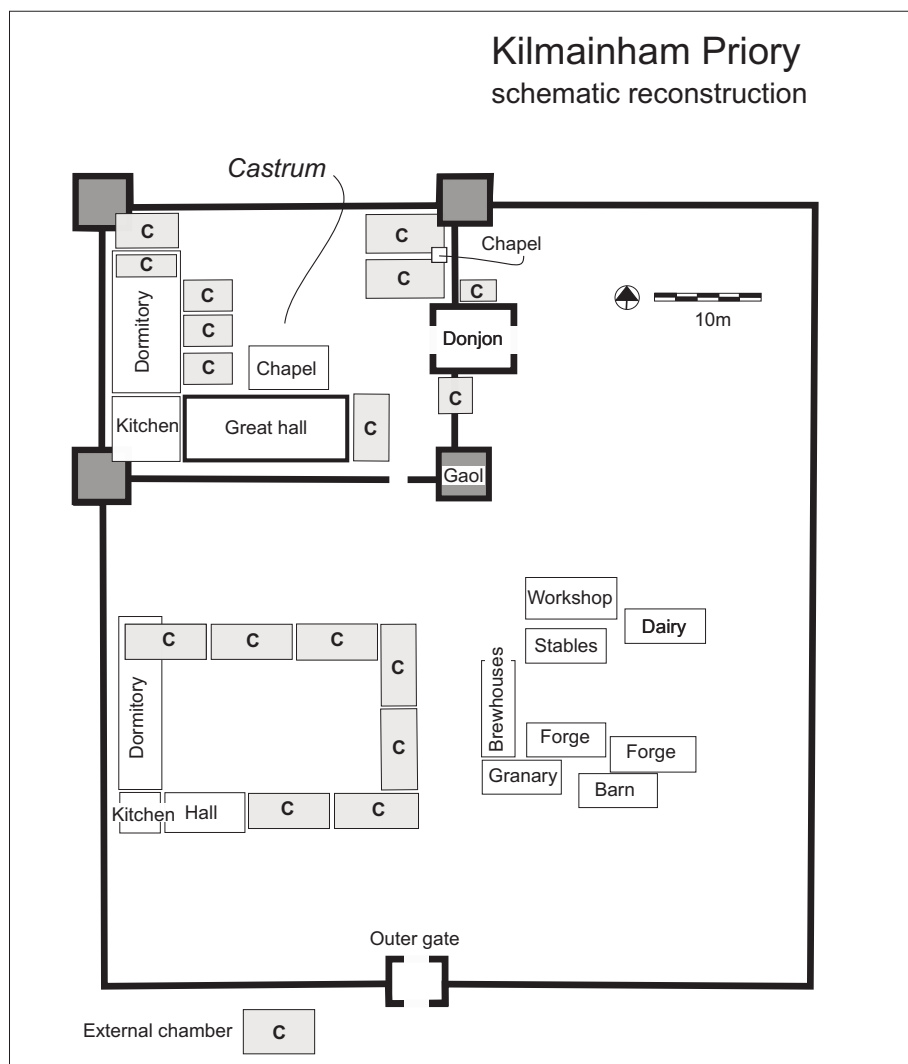 Kilmainham Priory
schematic reconstruction
Castrum
C
C
Chapel
C
C
C
C
10m
Dormitory
C
Donjon
C
Chapel
C
Kitchen
Great hall
C
Gaol
Workshop
Dairy
C
C
C
Stables
C
Dormitory
Brewhouses
Forge
C
Forge
Granary
Barn
Kitchen
Hall
C
C
Outer gate
External chamber
C